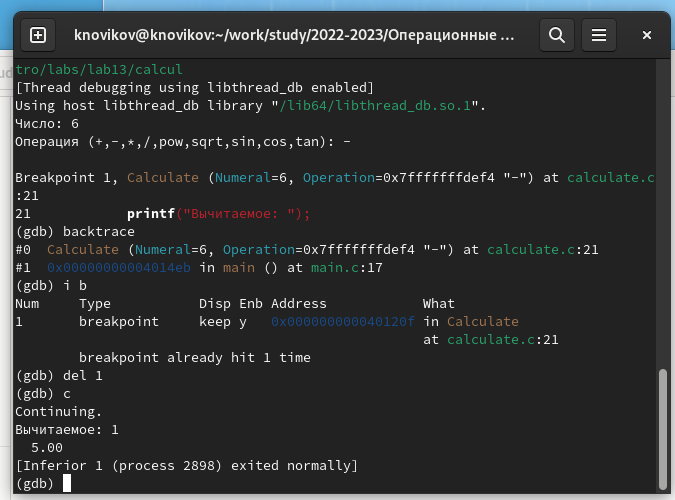 knovikov@knovikov:~/work/study/2022-2023/Операционные ...
tro/labs/lab13/calcul
[Thread debugging using libthread_db enabled]
Using host libthread_db library "/lib64/libthread_db.so.1".
Число: 6
Операция (+,-,*,/,pow,sqrt,sin,cos,tan): -
Breakpoint 1, Calculate (Numeral=6, Operation=0x7fffffffdef4 "-") at calculate.c
:21
21            printf("Вычитаемое: ");
(gdb) backtrace
#0  Calculate (Numeral=6, Operation=0x7fffffffdef4 "-") at calculate.c:21
#1  0x00000000004014eb in main () at main.c:17
(gdb) i b
Num     Type           Disp Enb Address            What
1       breakpoint     keep y   0x000000000040120f in Calculate
                                                   at calculate.c:21
        breakpoint already hit 1 time
(gdb) del 1
(gdb) c
Continuing.
Вычитаемое: 1
  5.00
[Inferior 1 (process 2898) exited normally]
(gdb)